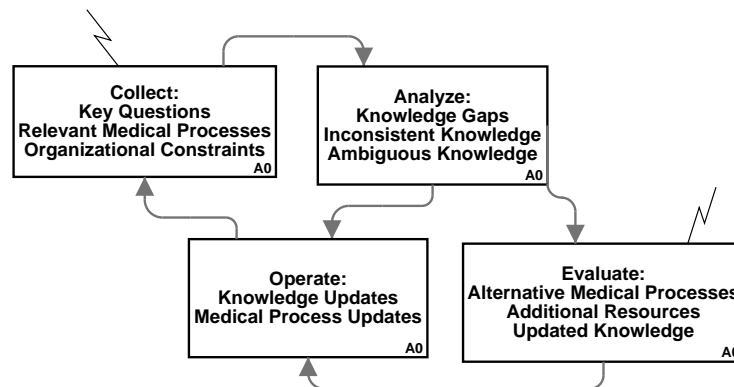 Collect:
Key Questions
Relevant Medical Processes
Organizational Constraints
A0
Analyze:
Knowledge Gaps
Inconsistent Knowledge
Ambiguous Knowledge
A0
Operate:
Knowledge Updates
Medical Process Updates
A0
Evaluate:
Alternative Medical Processes
Additional Resources
Updated Knowledge
A0